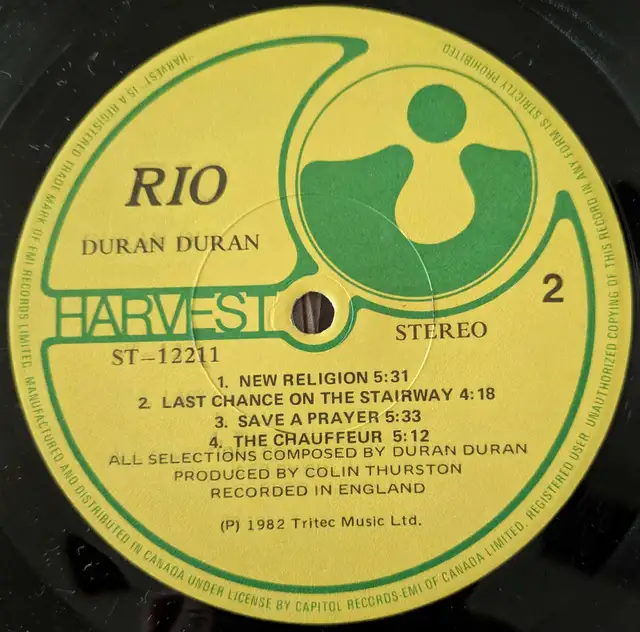 RIO
DURAN DURAN
HARVEST
ST-12211
STEREO
2
1. NEW RELIGION 5:31
2. LAST CHANCE ON THE STAIRWAY 4:18
3. SAVE A PRAYER 5:33
4. THE CHAUFFEUR 5:12
ALL SELECTIONS COMPOSED BY DURAN DURAN
PRODUCED BY COLIN THURSTON
RECORDED IN ENGLAND
(P) 1982 Tritec Music Ltd.
"HARVEST" IS A REGISTERED TRADE MARK OF EMI RECORDS LIMITED. MANUFACTURED AND DISTRIBUTED IN CANADA UNDER LICENSE BY CAPITOL RECORDS-EMI OF CANADA LIMITED, REGISTERED USER. UNAUTHORIZED COPYING OF THIS RECORD IN ANY FORM IS STRICTLY PROHIBITED